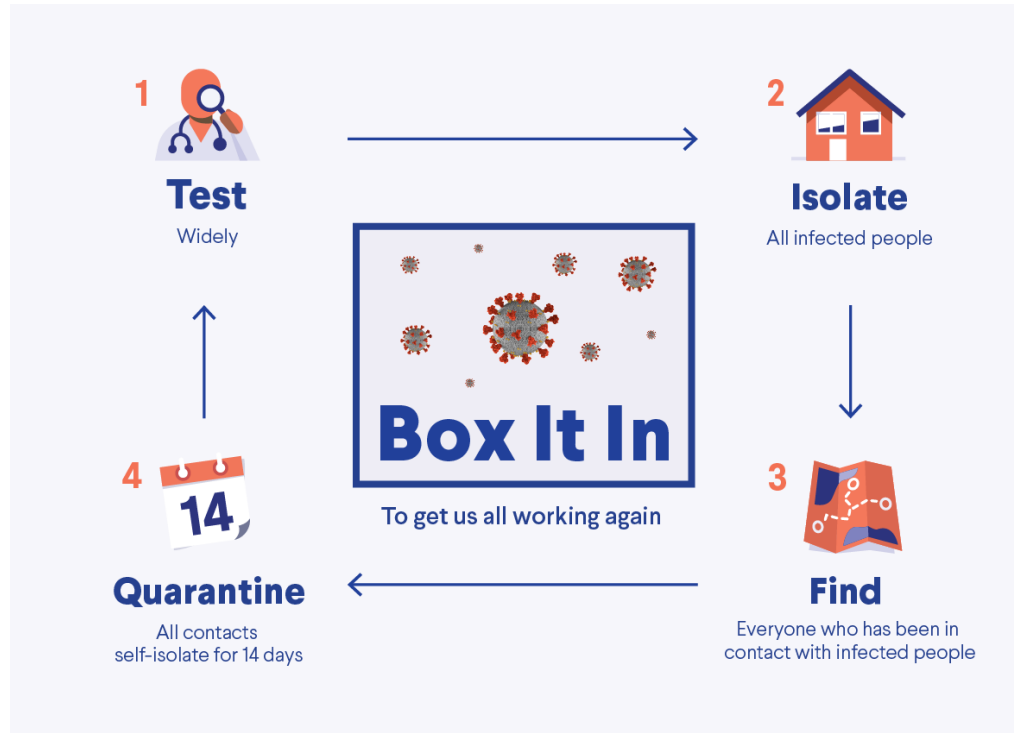 1
Test
Widely
2
Isolate
All infected people
Box It In
To get us all working again
4
14
Quarantine
All contacts
self-isolate for 14 days
3
Find
Everyone who has been in
contact with infected people